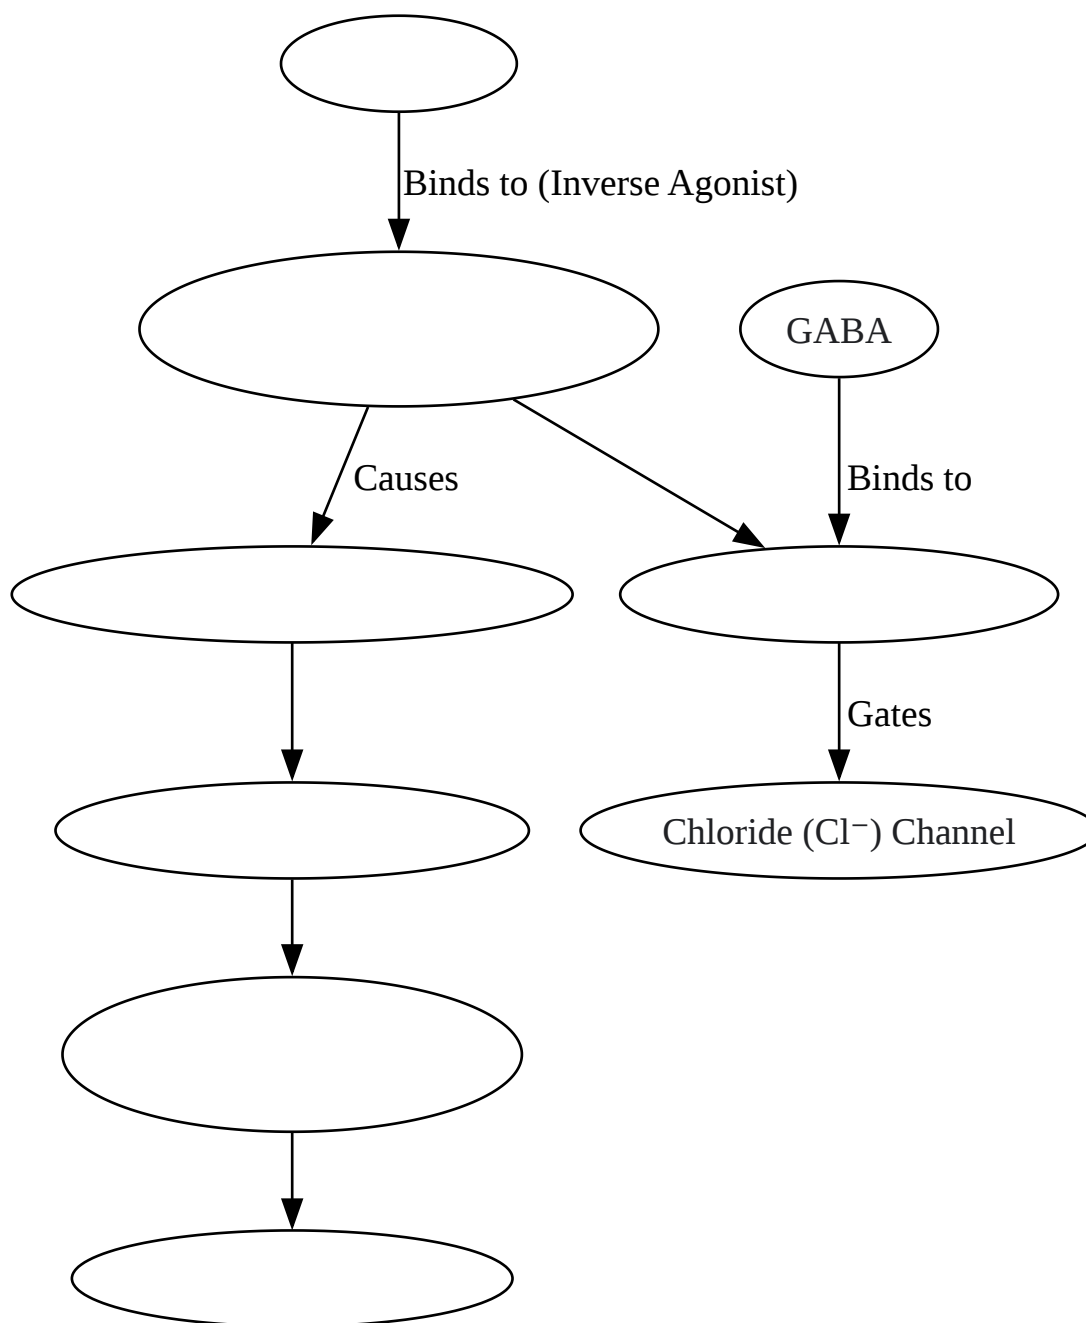 Binds to (Inverse Agonist)
GABA
Causes
Binds to
Gates
Chloride (Cl⁻) Channel